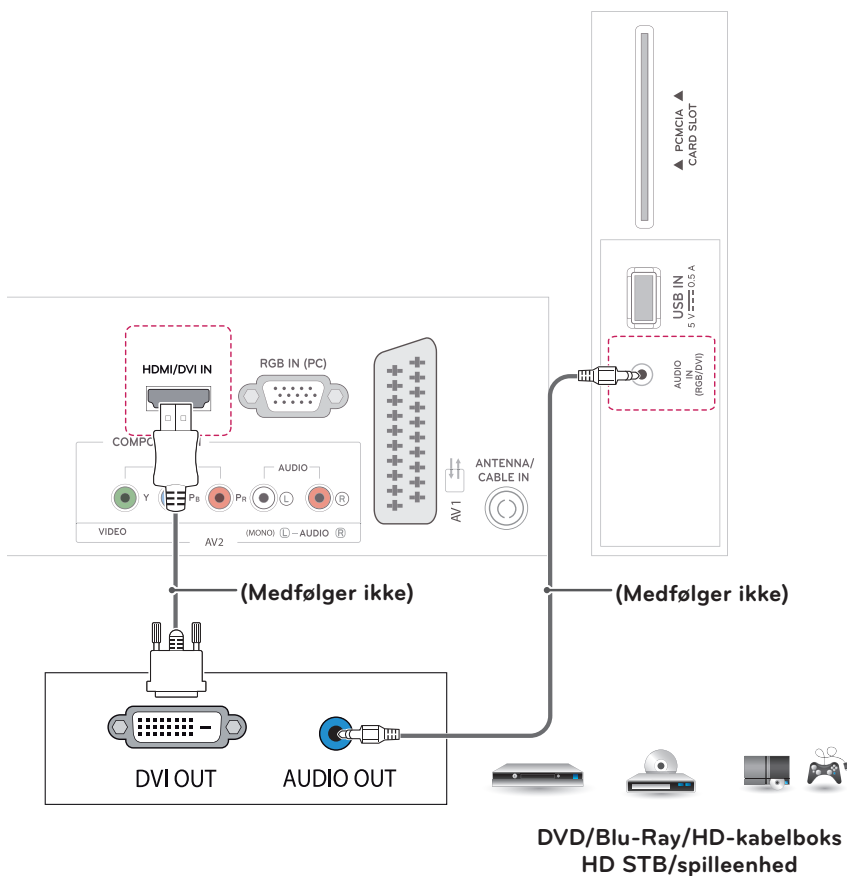 ▲ PCMCIA ▲
CARD SLOT
USB IN
5 V 0.5 A
AUDIO
IN
(RGB/DVI)
HDMI/DVI IN
RGB IN (PC)
AUDIO
Y PB PR L R
VIDEO
(MONO) L – AUDIO R
AV2
AV1
ANTENNA/
CABLE IN
(Medfølger ikke)
(Medfølger ikke)
DVI OUT
AUDIO OUT
DVD/Blu-Ray/HD-kabelboks
HD STB/spilleenhed